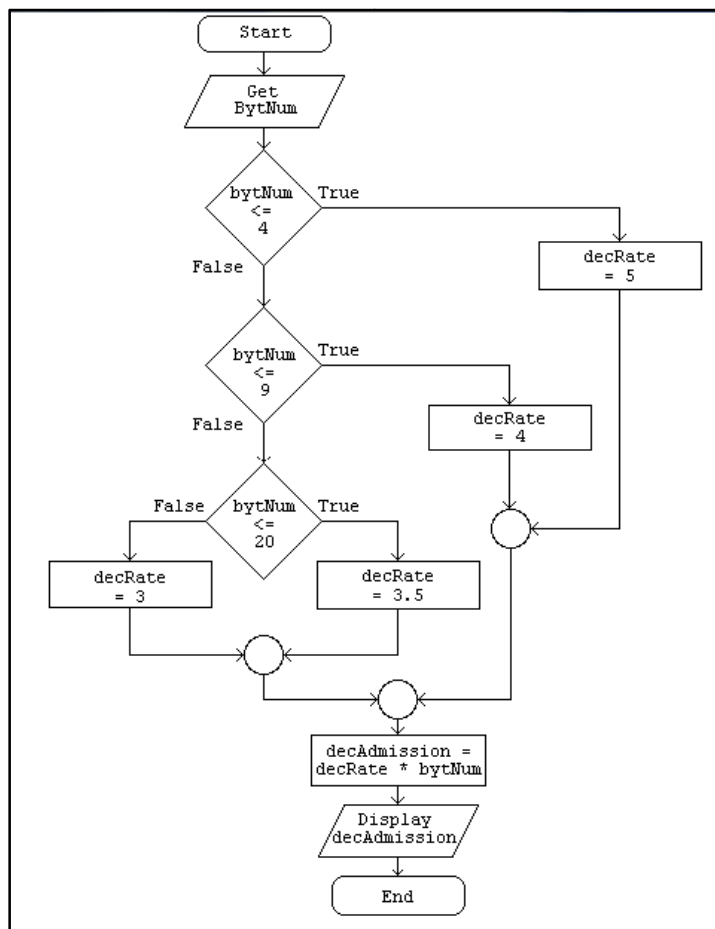 Start
Get
BytNum
bytNum
<=
4
True
False
decRate
= 5
bytNum
<=
9
True
False
decRate
= 4
bytNum
<=
20
False
True
decRate
= 3
decRate
= 3.5
decAdmission =
decRate * bytNum
Display
decAdmission
End